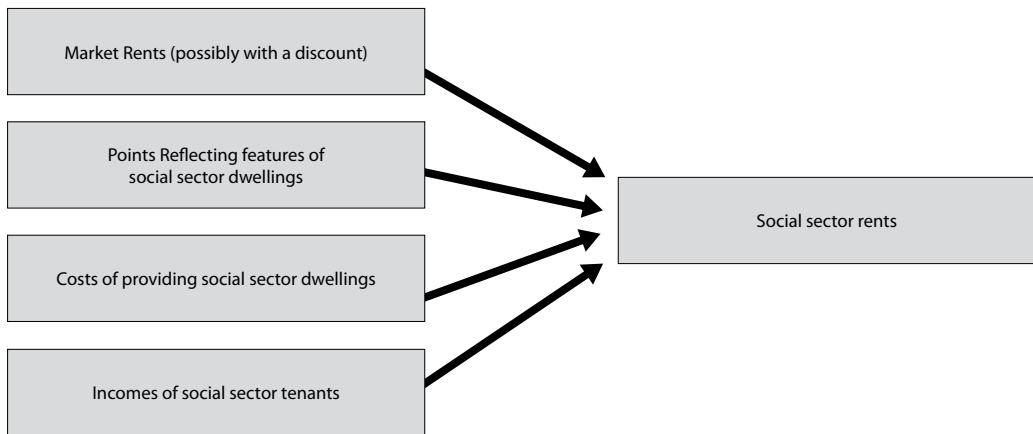 Market Rents (possibly with a discount)
Points Reflecting features of
social sector dwellings
Costs of providing social sector dwellings
Incomes of social sector tenants
Social sector rents